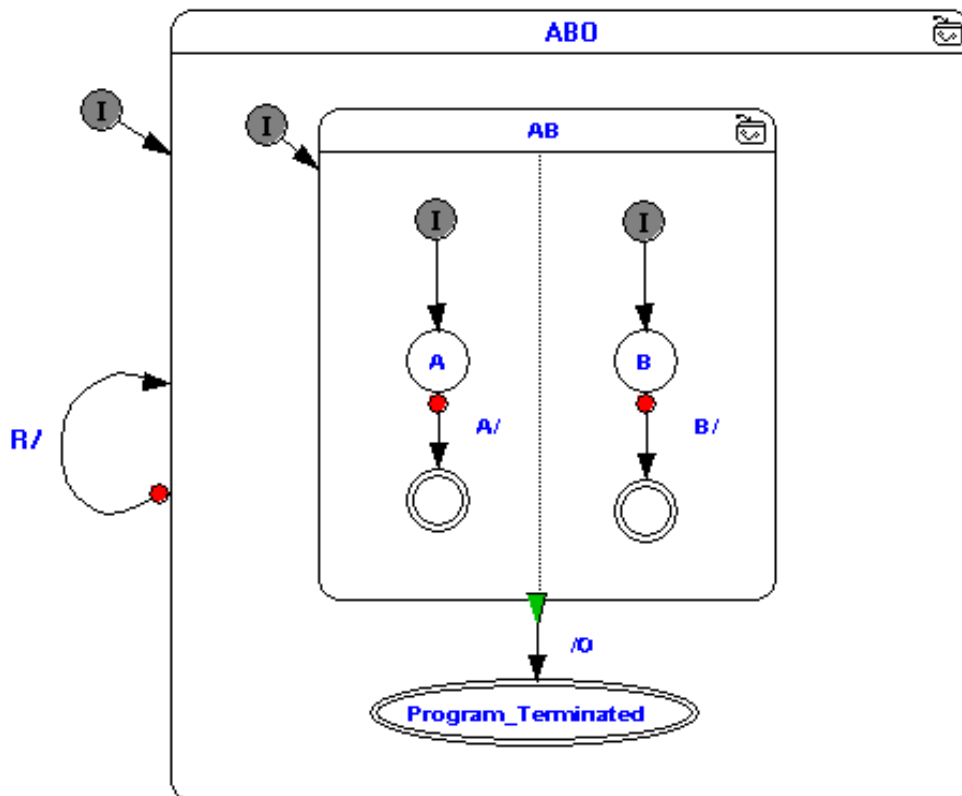 ABO
I
I
AB
I
I
A
B
A/
B/
R/
/O
Program_Terminated